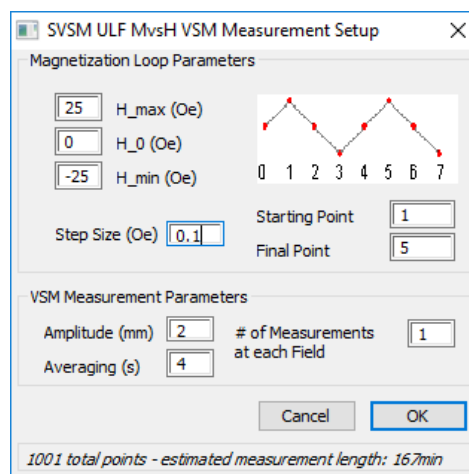 SVSM ULF MvsH VSM Measurement Setup
Magnetization Loop Parameters
25 H_max (Oe)
0 H_0 (Oe)
-25 H_min (Oe)
0 1 2 3 4 5 6 7
Step Size (Oe) 0.1
Starting Point 1
Final Point 5
VSM Measurement Parameters
Amplitude (mm) 2
Averaging (s) 4
# of Measurements
at each Field 1
Cancel OK
1001 total points - estimated measurement length: 167min